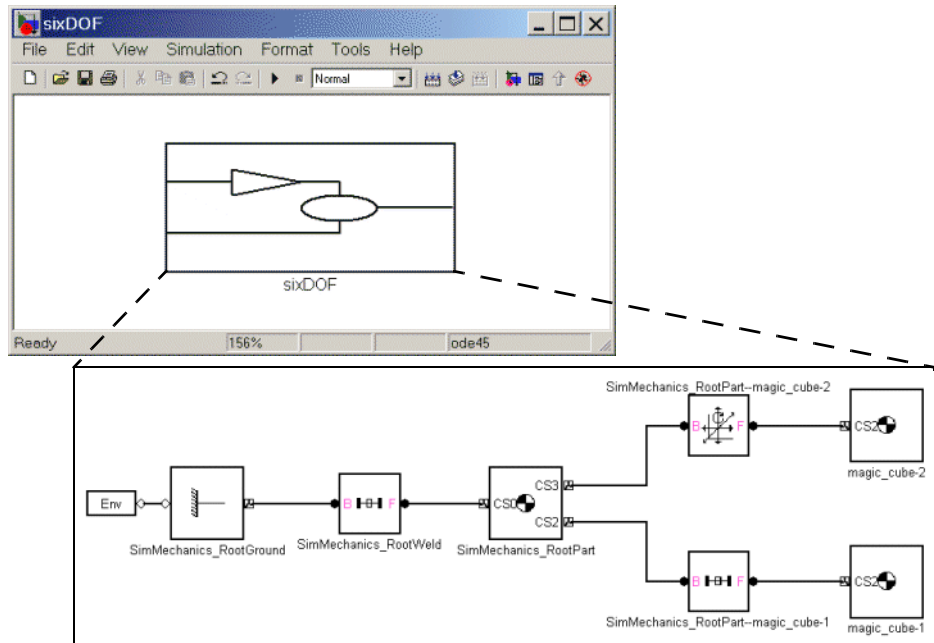 sixDOF
File Edit View Simulation Format Tools Help
Normal
sixDOF
Ready 156% ode45
SimMechanics_RootPart--magic_cube-2
B F
CS2
magic_cube-2
Env
SimMechanics_RootGround
B F
SimMechanics_RootWeld
CS0
CS3
CS2
SimMechanics_RootPart
B F
SimMechanics_RootPart--magic_cube-1
CS2
magic_cube-1